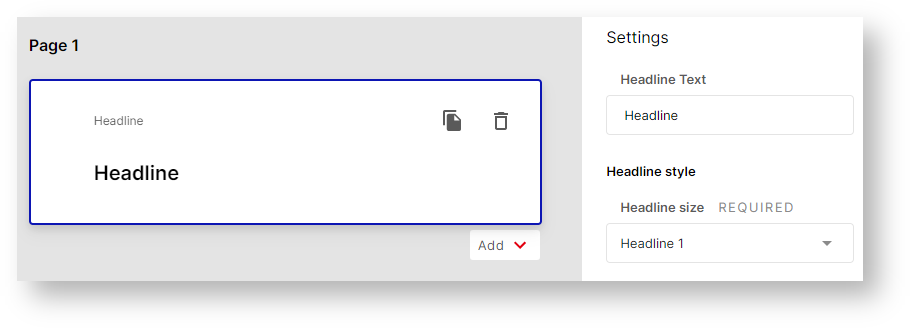 Page 1
Headline
Headline
Add
Settings
Headline Text
Headline
Headline style
Headline size REQUIRED
Headline 1